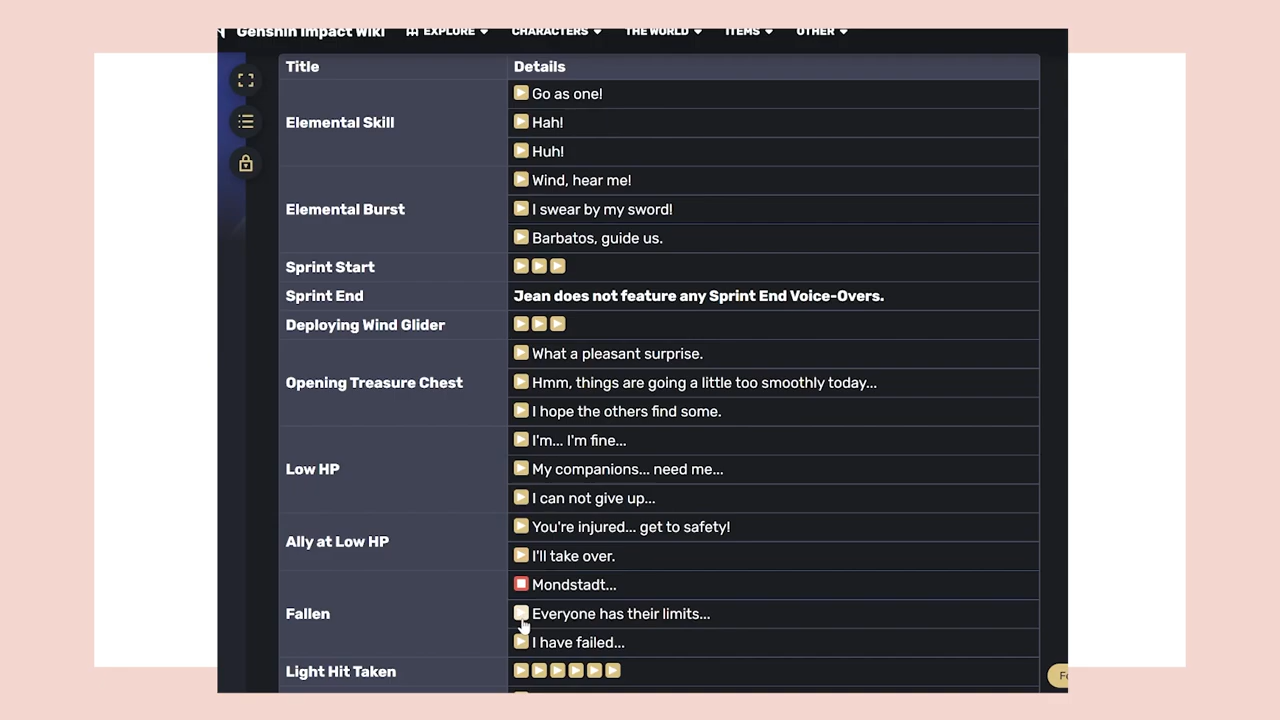 Genshin Impact Wiki EXPLORE CHARACTERS THE WORLD ITEMS OTHER
Title Details
Elemental Skill
Go as one!
Hah!
Huh!
Elemental Burst
Wind, hear me!
I swear by my sword!
Barbatos, guide us.
Sprint Start
Sprint End Jean does not feature any Sprint End Voice-Overs.
Deploying Wind Glider
Opening Treasure Chest
What a pleasant surprise.
Hmm, things are going a little too smoothly today...
I hope the others find some.
Low HP
I'm... I'm fine...
My companions... need me...
I can not give up...
Ally at Low HP
You're injured... get to safety!
I'll take over.
Fallen
Mondstadt...
Everyone has their limits...
I have failed...
Light Hit Taken